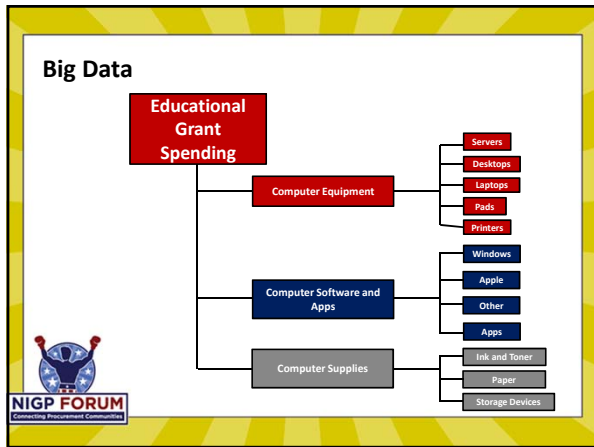 Big Data
Educational
Grant
Spending
Computer Equipment
Servers
Desktops
Laptops
Pads
Printers
Computer Software and
Apps
Windows
Apple
Other
Apps
Computer Supplies
Ink and Toner
Paper
Storage Devices
NIGP FORUM
Connecting Procurement Communities